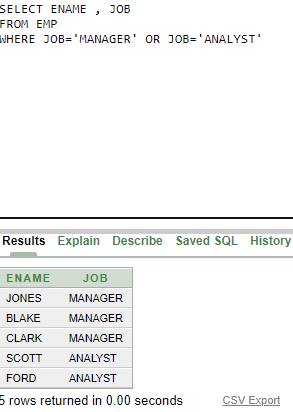 SELECT ENAME , JOB
FROM EMP
WHERE JOB='MANAGER' OR JOB='ANALYST'
Results Explain Describe Saved SQL History
ENAME JOB
JONES MANAGER
BLAKE MANAGER
CLARK MANAGER
SCOTT ANALYST
FORD ANALYST
5 rows returned in 0.00 seconds CSV Export